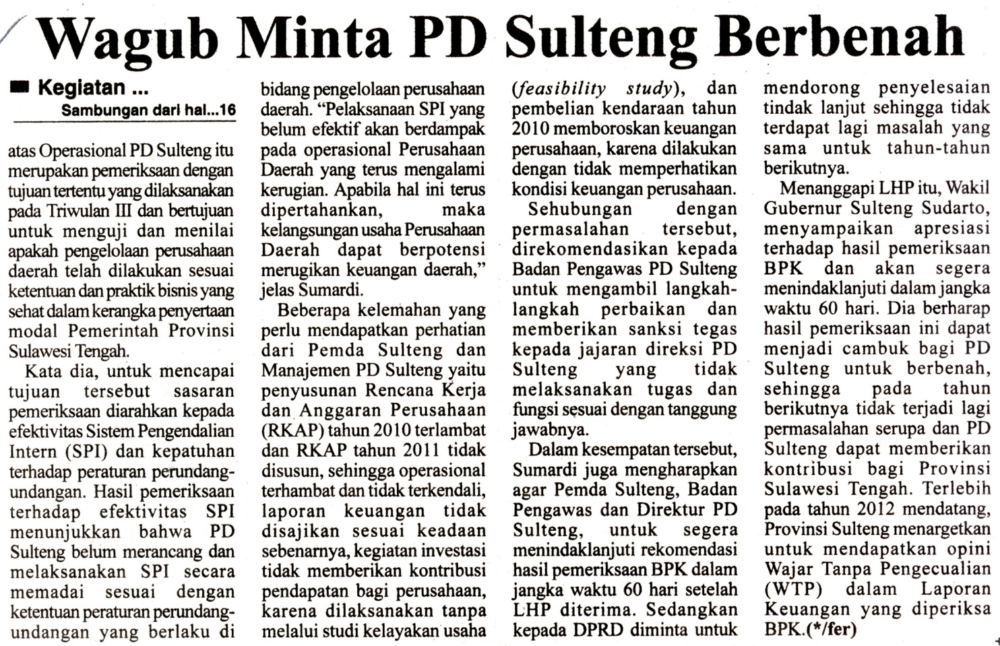 Wagub Minta PD Sulteng Berbenah
■ Kegiatan ...
Sambungan dari hal...16
atas Operasional PD Sulteng itu
merupakan pemeriksaan dengan
tujuan tertentu yang dilaksanakan
pada Triwulan III dan bertujuan
untuk menguji dan menilai
apakah pengelolaan perusahaan
daerah telah dilakukan sesuai
ketentuan dan praktik bisnis yang
sehat dalam kerangka penyertaan
modal Pemerintah Provinsi
Sulawesi Tengah.
Kata dia, untuk mencapai
tujuan tersebut sasaran
pemeriksaan diarahkan kepada
efektivitas Sistem Pengendalian
Intern (SPI) dan kepatuhan
terhadap peraturan perundang-
undangan. Hasil pemeriksaan
terhadap efektivitas SPI
menunjukkan bahwa PD
Sulteng belum merancang dan
melaksanakan SPI secara
memadai sesuai dengan
ketentuan peraturan perundang-
undangan yang berlaku di
bidang pengelolaan perusahaan
daerah. “Pelaksanaan SPI yang
belum efektif akan berdampak
pada operasional Perusahaan
Daerah yang terus mengalami
kerugian. Apabila hal ini terus
dipertahankan, maka
kelangsungan usaha Perusahaan
Daerah dapat berpotensi
merugikan keuangan daerah,”
jelas Sumardi.
Beberapa kelemahan yang
perlu mendapatkan perhatian
dari Pemda Sulteng dan
Manajemen PD Sulteng yaitu
penyusunan Rencana Kerja
dan Anggaran Perusahaan
(RKAP) tahun 2010 terlambat
dan RKAP tahun 2011 tidak
disusun, sehingga operasional
terhambat dan tidak terkendali,
laporan keuangan tidak
disajikan sesuai keadaan
sebenarnya, kegiatan investasi
tidak memberikan kontribusi
pendapatan bagi perusahaan,
karena dilaksanakan tanpa
melalui studi kelayakan usaha
(feasibility study), dan
pembelian kendaraan tahun
2010 memboroskan keuangan
perusahaan, karena dilakukan
dengan tidak memperhatikan
kondisi keuangan perusahaan.
Sehubungan dengan
permasalahan tersebut,
direkomendasikan kepada
Badan Pengawas PD Sulteng
untuk mengambil langkah-
langkah perbaikan dan
memberikan sanksi tegas
kepada jajaran direksi PD
Sulteng yang tidak
melaksanakan tugas dan
fungsi sesuai dengan tanggung
jawabnya.
Dalam kesempatan tersebut,
Sumardi juga mengharapkan
agar Pemda Sulteng, Badan
Pengawas dan Direktur PD
Sulteng, untuk segera
menindaklanjuti rekomendasi
hasil pemeriksaan BPK dalam
jangka waktu 60 hari setelah
LHP diterima. Sedangkan
kepada DPRD diminta untuk
mendorong penyelesaian
tindak lanjut sehingga tidak
terdapat lagi masalah yang
sama untuk tahun-tahun
berikutnya.
Menanggapi LHP itu, Wakil
Gubernur Sulteng Sudarto,
menyampaikan apresiasi
terhadap hasil pemeriksaan
BPK dan akan segera
menindaklanjuti dalam jangka
waktu 60 hari. Dia berharap
hasil pemeriksaan ini dapat
menjadi cambuk bagi PD
Sulteng untuk berbenah,
sehingga pada tahun
berikutnya tidak terjadi lagi
permasalahan serupa dan PD
Sulteng dapat memberikan
kontribusi bagi Provinsi
Sulawesi Tengah. Terlebih
pada tahun 2012 mendatang,
Provinsi Sulteng menargetkan
untuk mendapatkan opini
Wajar Tanpa Pengecualian
(WTP) dalam Laporan
Keuangan yang diperiksa
BPK.(*/fer)